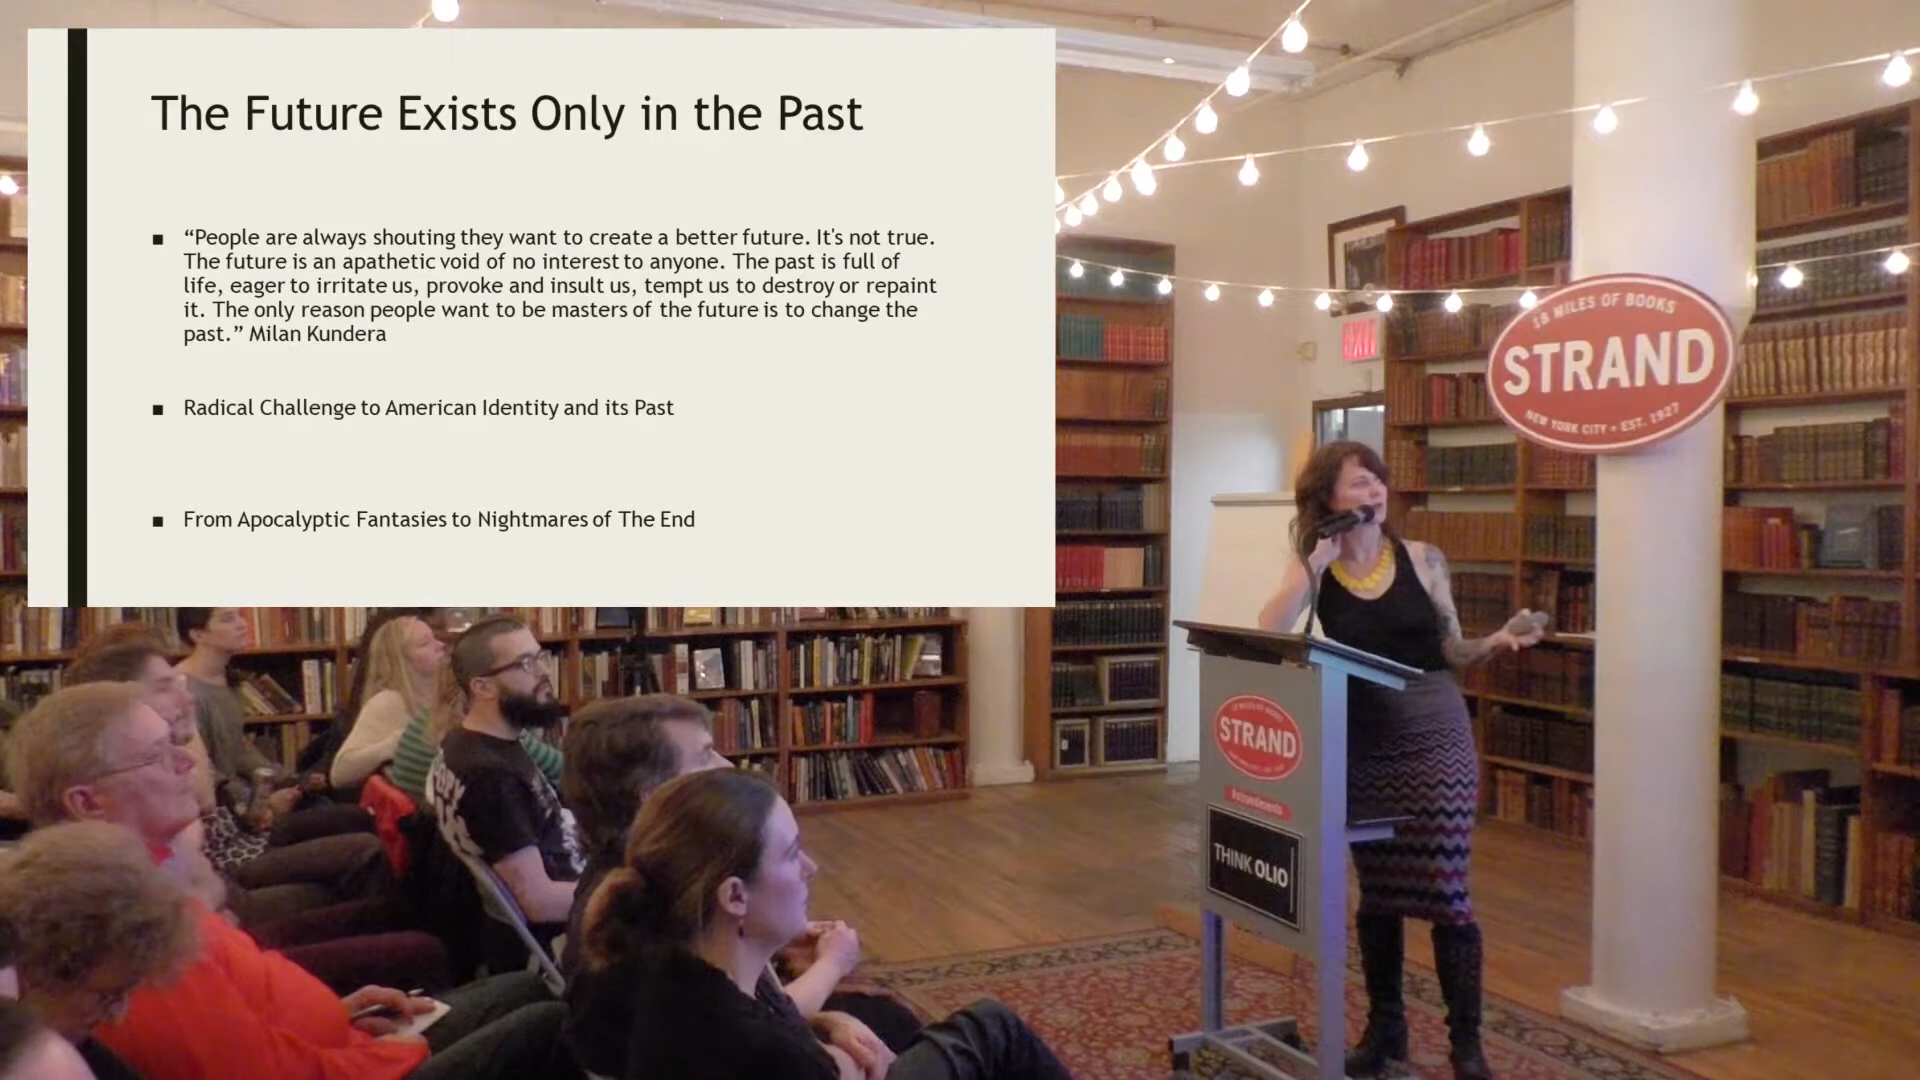 The Future Exists Only in the Past
■ “People are always shouting they want to create a better future. It's not true.
The future is an apathetic void of no interest to anyone. The past is full of
life, eager to irritate us, provoke and insult us, tempt us to destroy or repaint
it. The only reason people want to be masters of the future is to change the
past.” Milan Kundera
■ Radical Challenge to American Identity and its Past
■ From Apocalyptic Fantasies to Nightmares of The End
18 MILES OF BOOKS
STRAND
NEW YORK CITY • EST. 1927
EXIT
STRAND
THINK OLIO